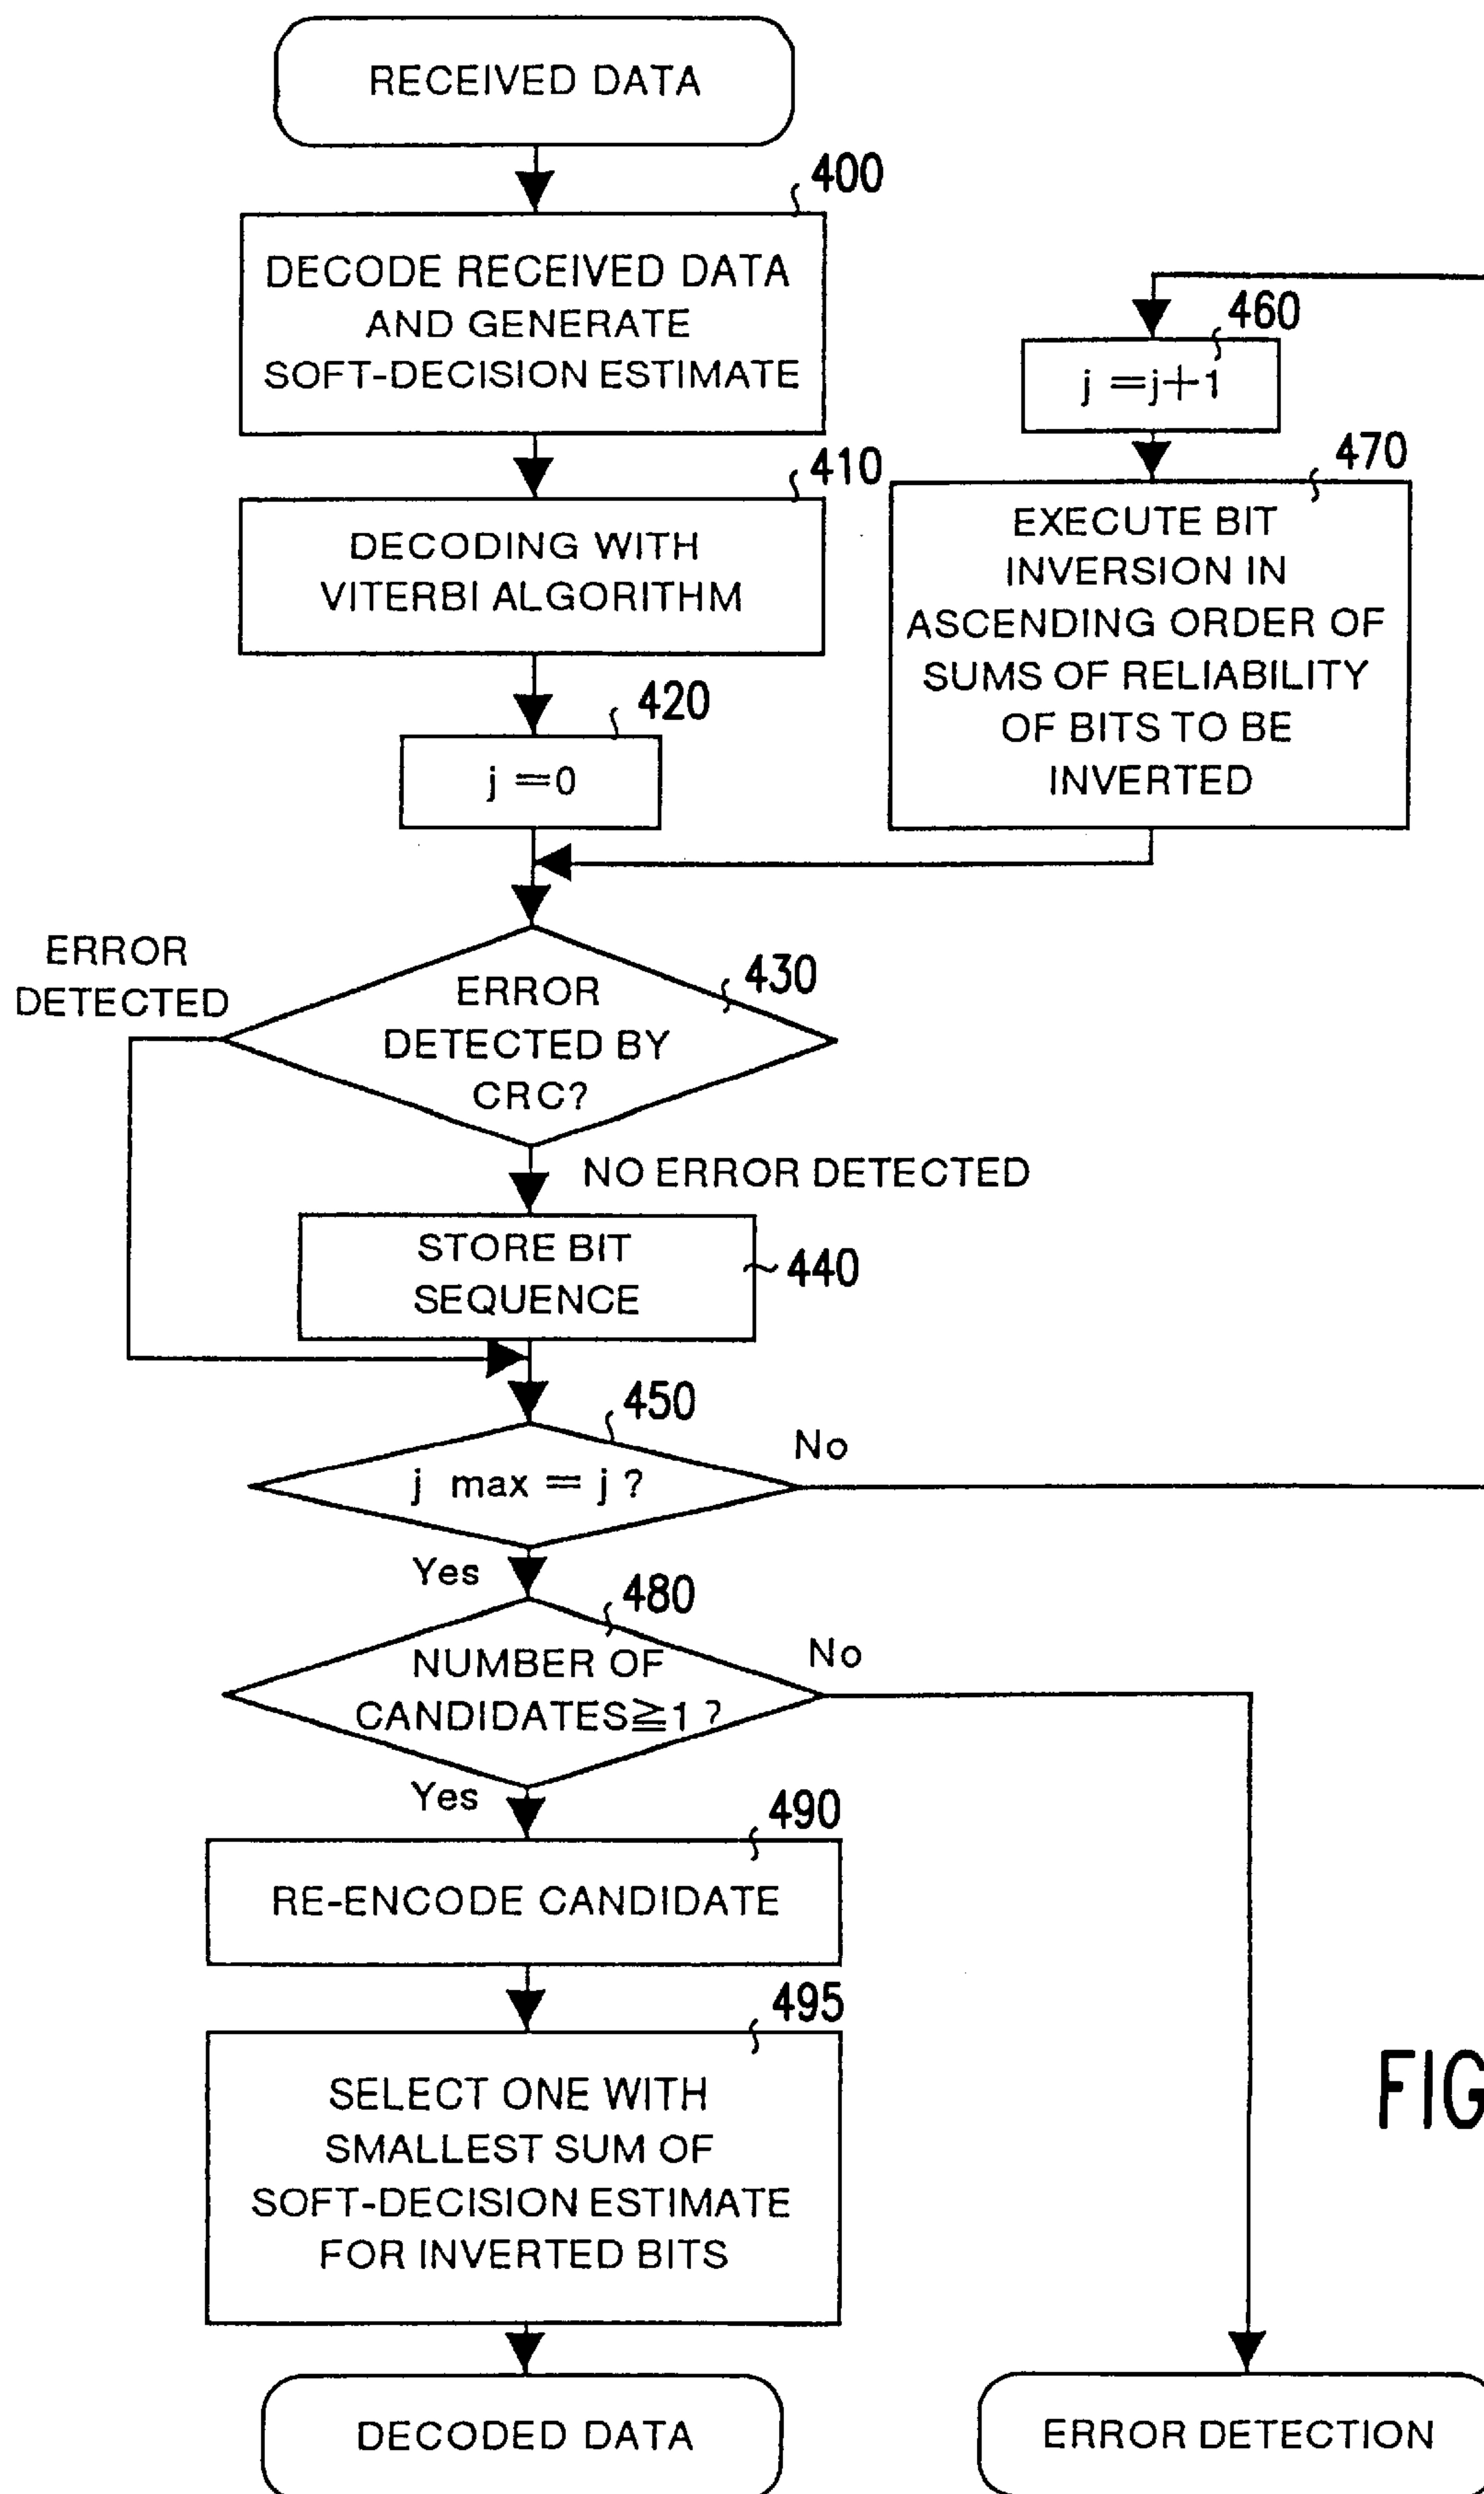 RECEIVED DATA
400
DECODE RECEIVED DATA
AND GENERATE
SOFT-DECISION ESTIMATE
410
DECODING WITH
VITERBI ALGORITHM
420
j =0
460
j =j+1
470
EXECUTE BIT
INVERSION IN
ASCENDING ORDER OF
SUMS OF RELIABILITY
OF BITS TO BE
INVERTED
ERROR
DETECTED
430
ERROR
DETECTED BY
CRC?
NO ERROR DETECTED
STORE BIT
SEQUENCE
440
450
j max = j ?
No
Yes
480
NUMBER OF
CANDIDATES≧1 ?
No
Yes
490
RE-ENCODE CANDIDATE
495
SELECT ONE WITH
SMALLEST SUM OF
SOFT-DECISION ESTIMATE
FOR INVERTED BITS
FIG
DECODED DATA
ERROR DETECTION